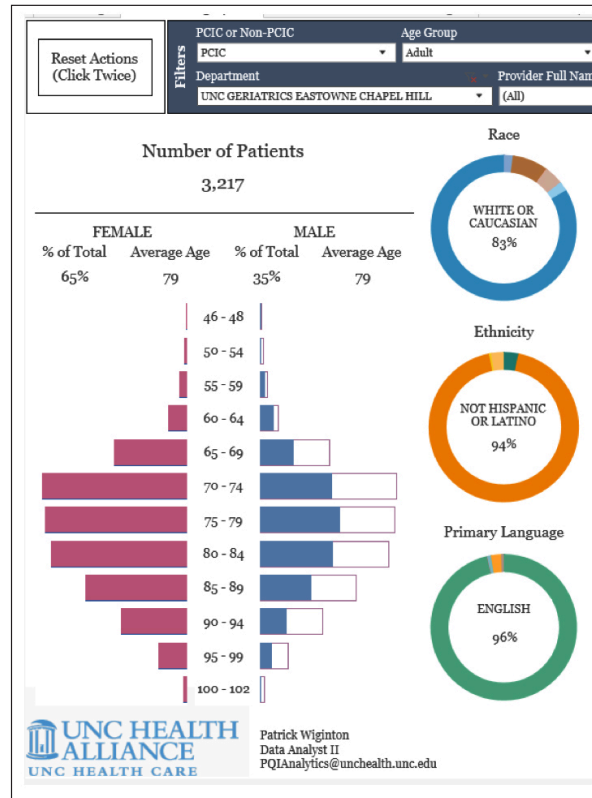 Reset Actions
(Click Twice)
Filters
PCIC or Non-PCIC
Age Group
PCIC
Adult
Department
Provider Full Nam
UNC GERIATRICS EASTOWNE CHAPEL HILL
(All)
Number of Patients
3,217
FEMALE
MALE
% of Total Average Age % of Total Average Age
65% 79 35% 79
46 - 48
50 - 54
55 - 59
60 - 64
65 - 69
70 - 74
75 - 79
80 - 84
85 - 89
90 - 94
95 - 99
100 - 102
Race
WHITE OR
CAUCASIAN
83%
Ethnicity
NOT HISPANIC
OR LATINO
94%
Primary Language
ENGLISH
96%
UNC HEALTH
ALLIANCE
UNC HEALTH CARE
Patrick Wiginton
Data Analyst II
PQIAnalytics@unchealth.unc.edu